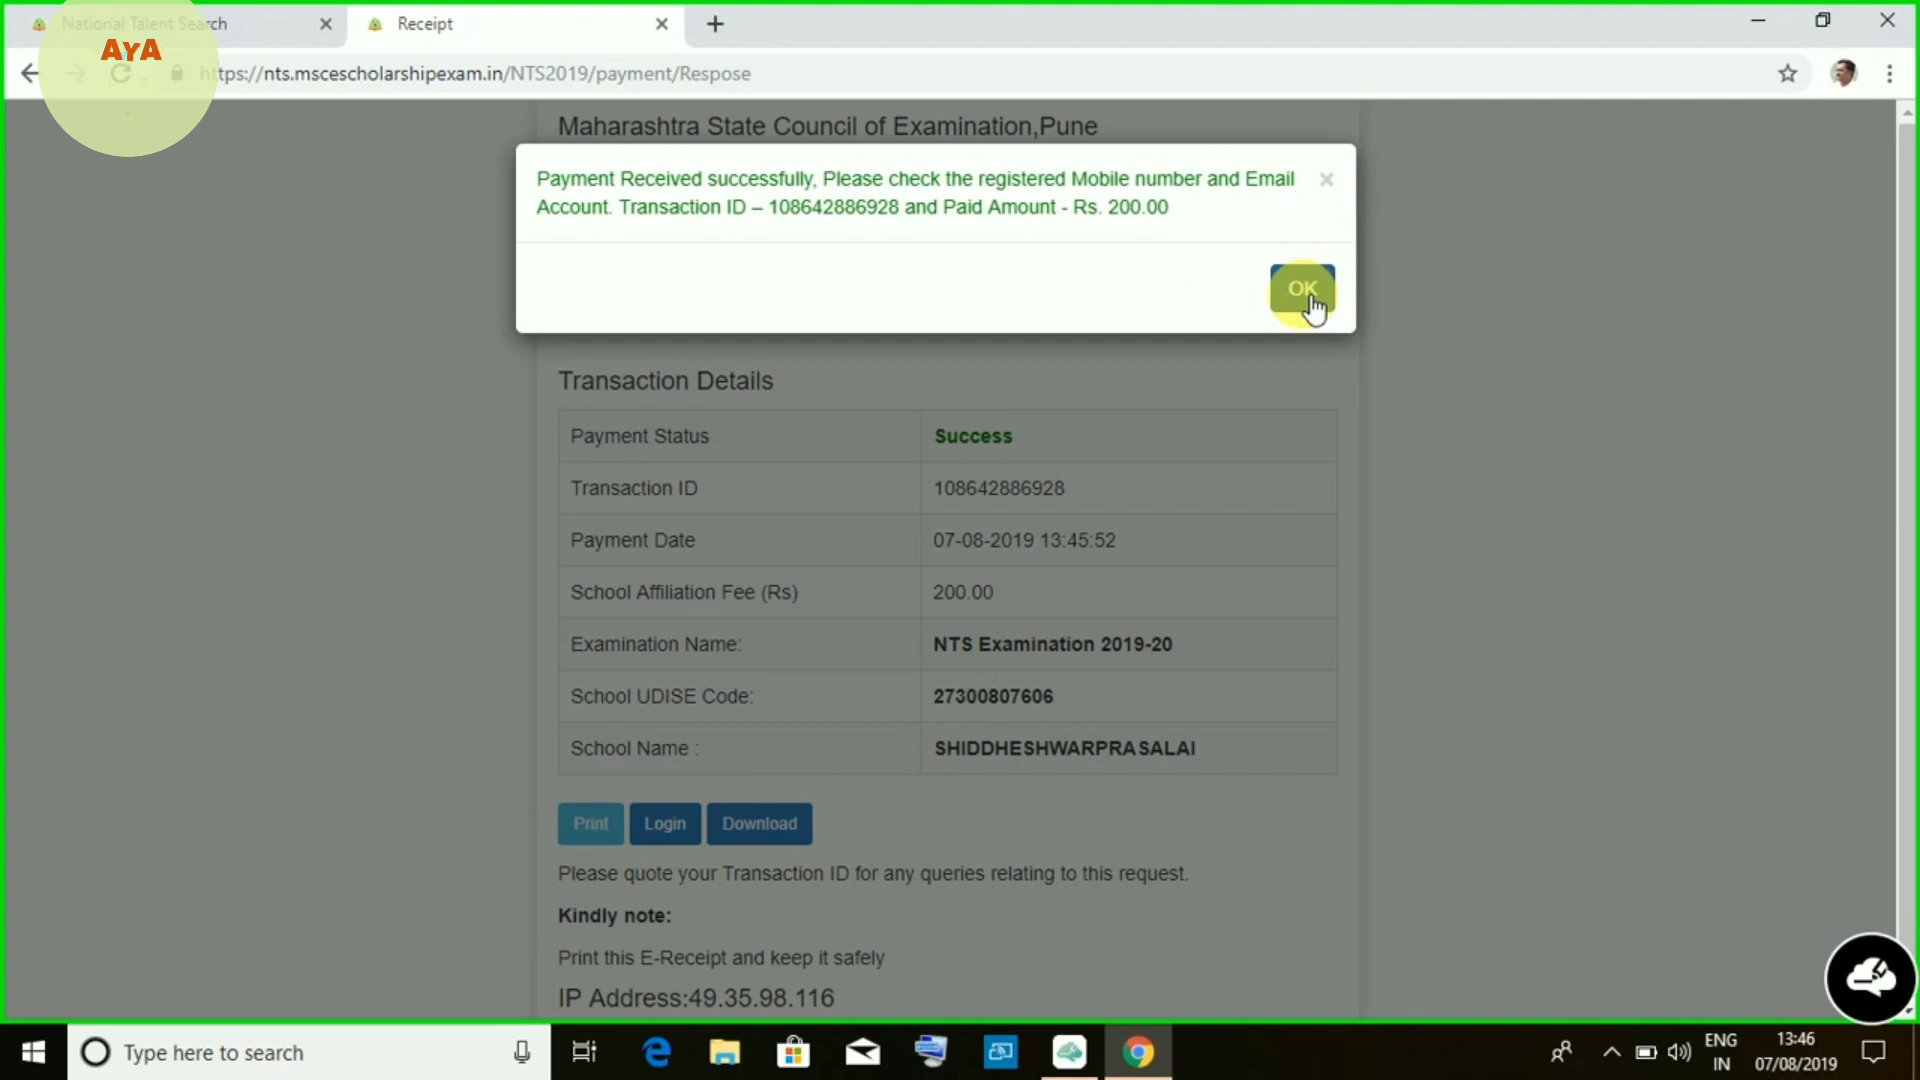 National Talent Search
Receipt
AYA
https://nts.mscescholarshipexam.in/NTS2019/payment/Respose
Maharashtra State Council of Examination,Pune
Payment Received successfully, Please check the registered Mobile number and Email
Account. Transaction ID – 108642886928 and Paid Amount - Rs. 200.00
OK
Transaction Details
Payment Status Success
Transaction ID 108642886928
Payment Date 07-08-2019 13:45:52
School Affiliation Fee (Rs) 200.00
Examination Name: NTS Examination 2019-20
School UDISE Code: 27300807606
School Name : SHIDDHESHWARPRASALAI
Print Login Download
Please quote your Transaction ID for any queries relating to this request.
Kindly note:
Print this E-Receipt and keep it safely
IP Address:49.35.98.116
Type here to search
ENG
IN
13:46
07/08/2019